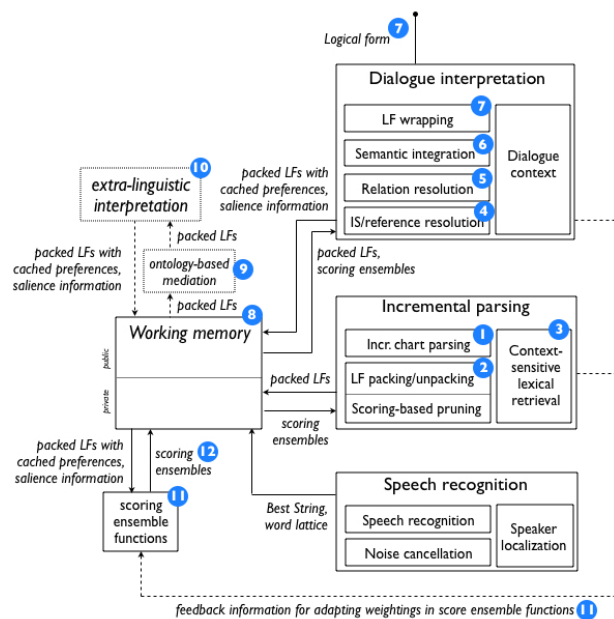 Logical form 7
Dialogue interpretation
7
LF wrapping
6
Semantic integration
5
Relation resolution
4
IS/reference resolution
Dialogue
context
10
extra-linguistic
interpretation
packed LFs with
cached preferences,
salience information
packed LFs
packed LFs with
cached preferences,
salience information
ontology-based
mediation
9
packed LFs
packed LFs,
scoring ensembles
8
Working memory
public
private
Incremental parsing
1
Incr. chart parsing
2
LF packing/unpacking
Scoring-based pruning
3
Context-
sensitive
lexical
retrieval
packed LFs
scoring
ensembles
packed LFs with
cached preferences,
salience information
scoring 12
ensembles
11
scoring
ensemble
functions
Best String,
word lattice
Speech recognition
Speech recognition
Noise cancellation
Speaker
localization
feedback information for adapting weightings in score ensemble functions 11